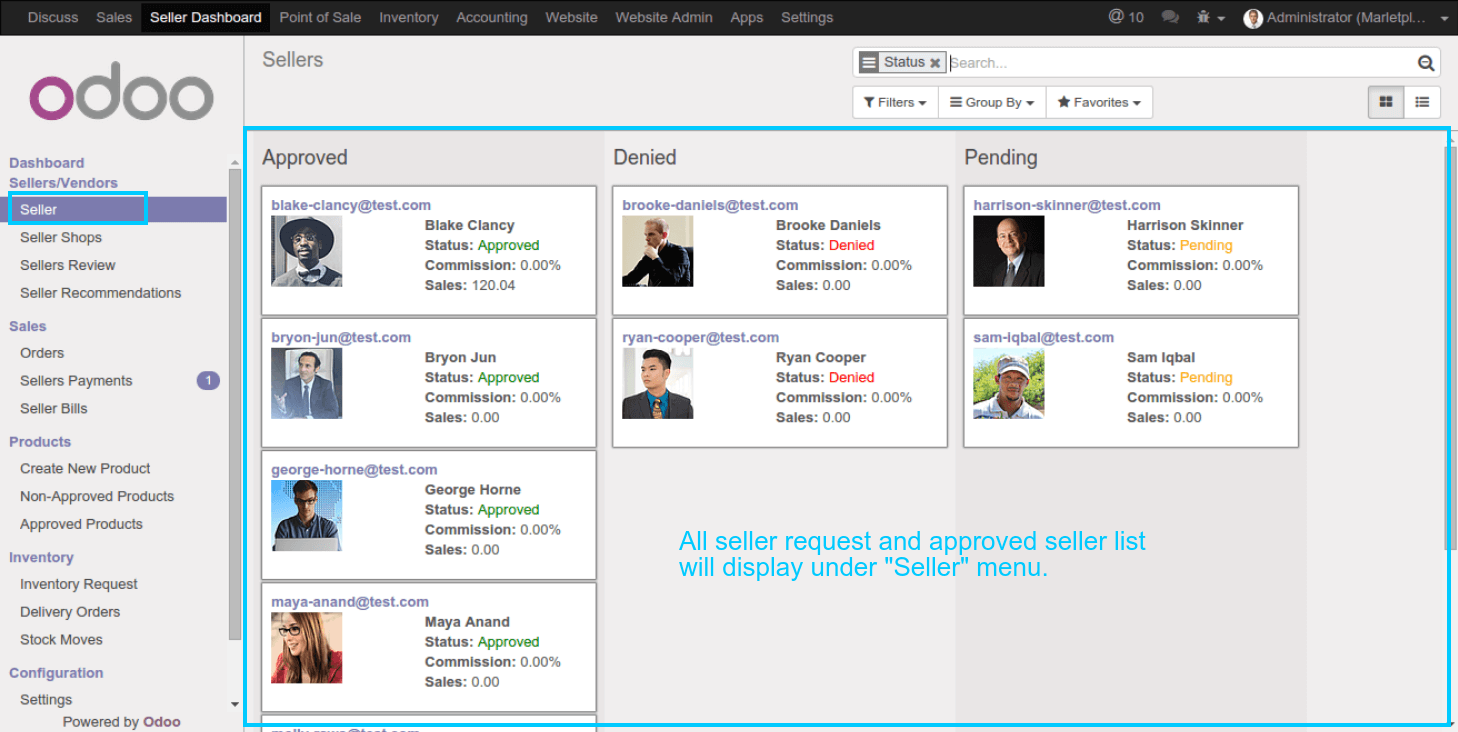 Discuss Sales Seller Dashboard Point of Sale Inventory Accounting Website Website Admin Apps Settings @ 10 Administrator (Marletpl...
odoo
Sellers
Status Search...
Filters Group By Favorites
Dashboard
Sellers/Vendors
Seller
Seller Shops
Sellers Review
Seller Recommendations
Sales
Orders
Sellers Payments 1
Seller Bills
Products
Create New Product
Non-Approved Products
Approved Products
Inventory
Inventory Request
Delivery Orders
Stock Moves
Configuration
Settings
Powered by Odoo
Approved
blake-clancy@test.com
Blake Clancy
Status: Approved
Commission: 0.00%
Sales: 120.04
bryon-jun@test.com
Bryon Jun
Status: Approved
Commission: 0.00%
Sales: 0.00
george-horne@test.com
George Horne
Status: Approved
Commission: 0.00%
Sales: 0.00
maya-anand@test.com
Maya Anand
Status: Approved
Commission: 0.00%
Sales: 0.00
Denied
brooke-daniels@test.com
Brooke Daniels
Status: Denied
Commission: 0.00%
Sales: 0.00
ryan-cooper@test.com
Ryan Cooper
Status: Denied
Commission: 0.00%
Sales: 0.00
Pending
harrison-skinner@test.com
Harrison Skinner
Status: Pending
Commission: 0.00%
Sales: 0.00
sam-iqbal@test.com
Sam Iqbal
Status: Pending
Commission: 0.00%
Sales: 0.00
All seller request and approved seller list
will display under "Seller" menu.